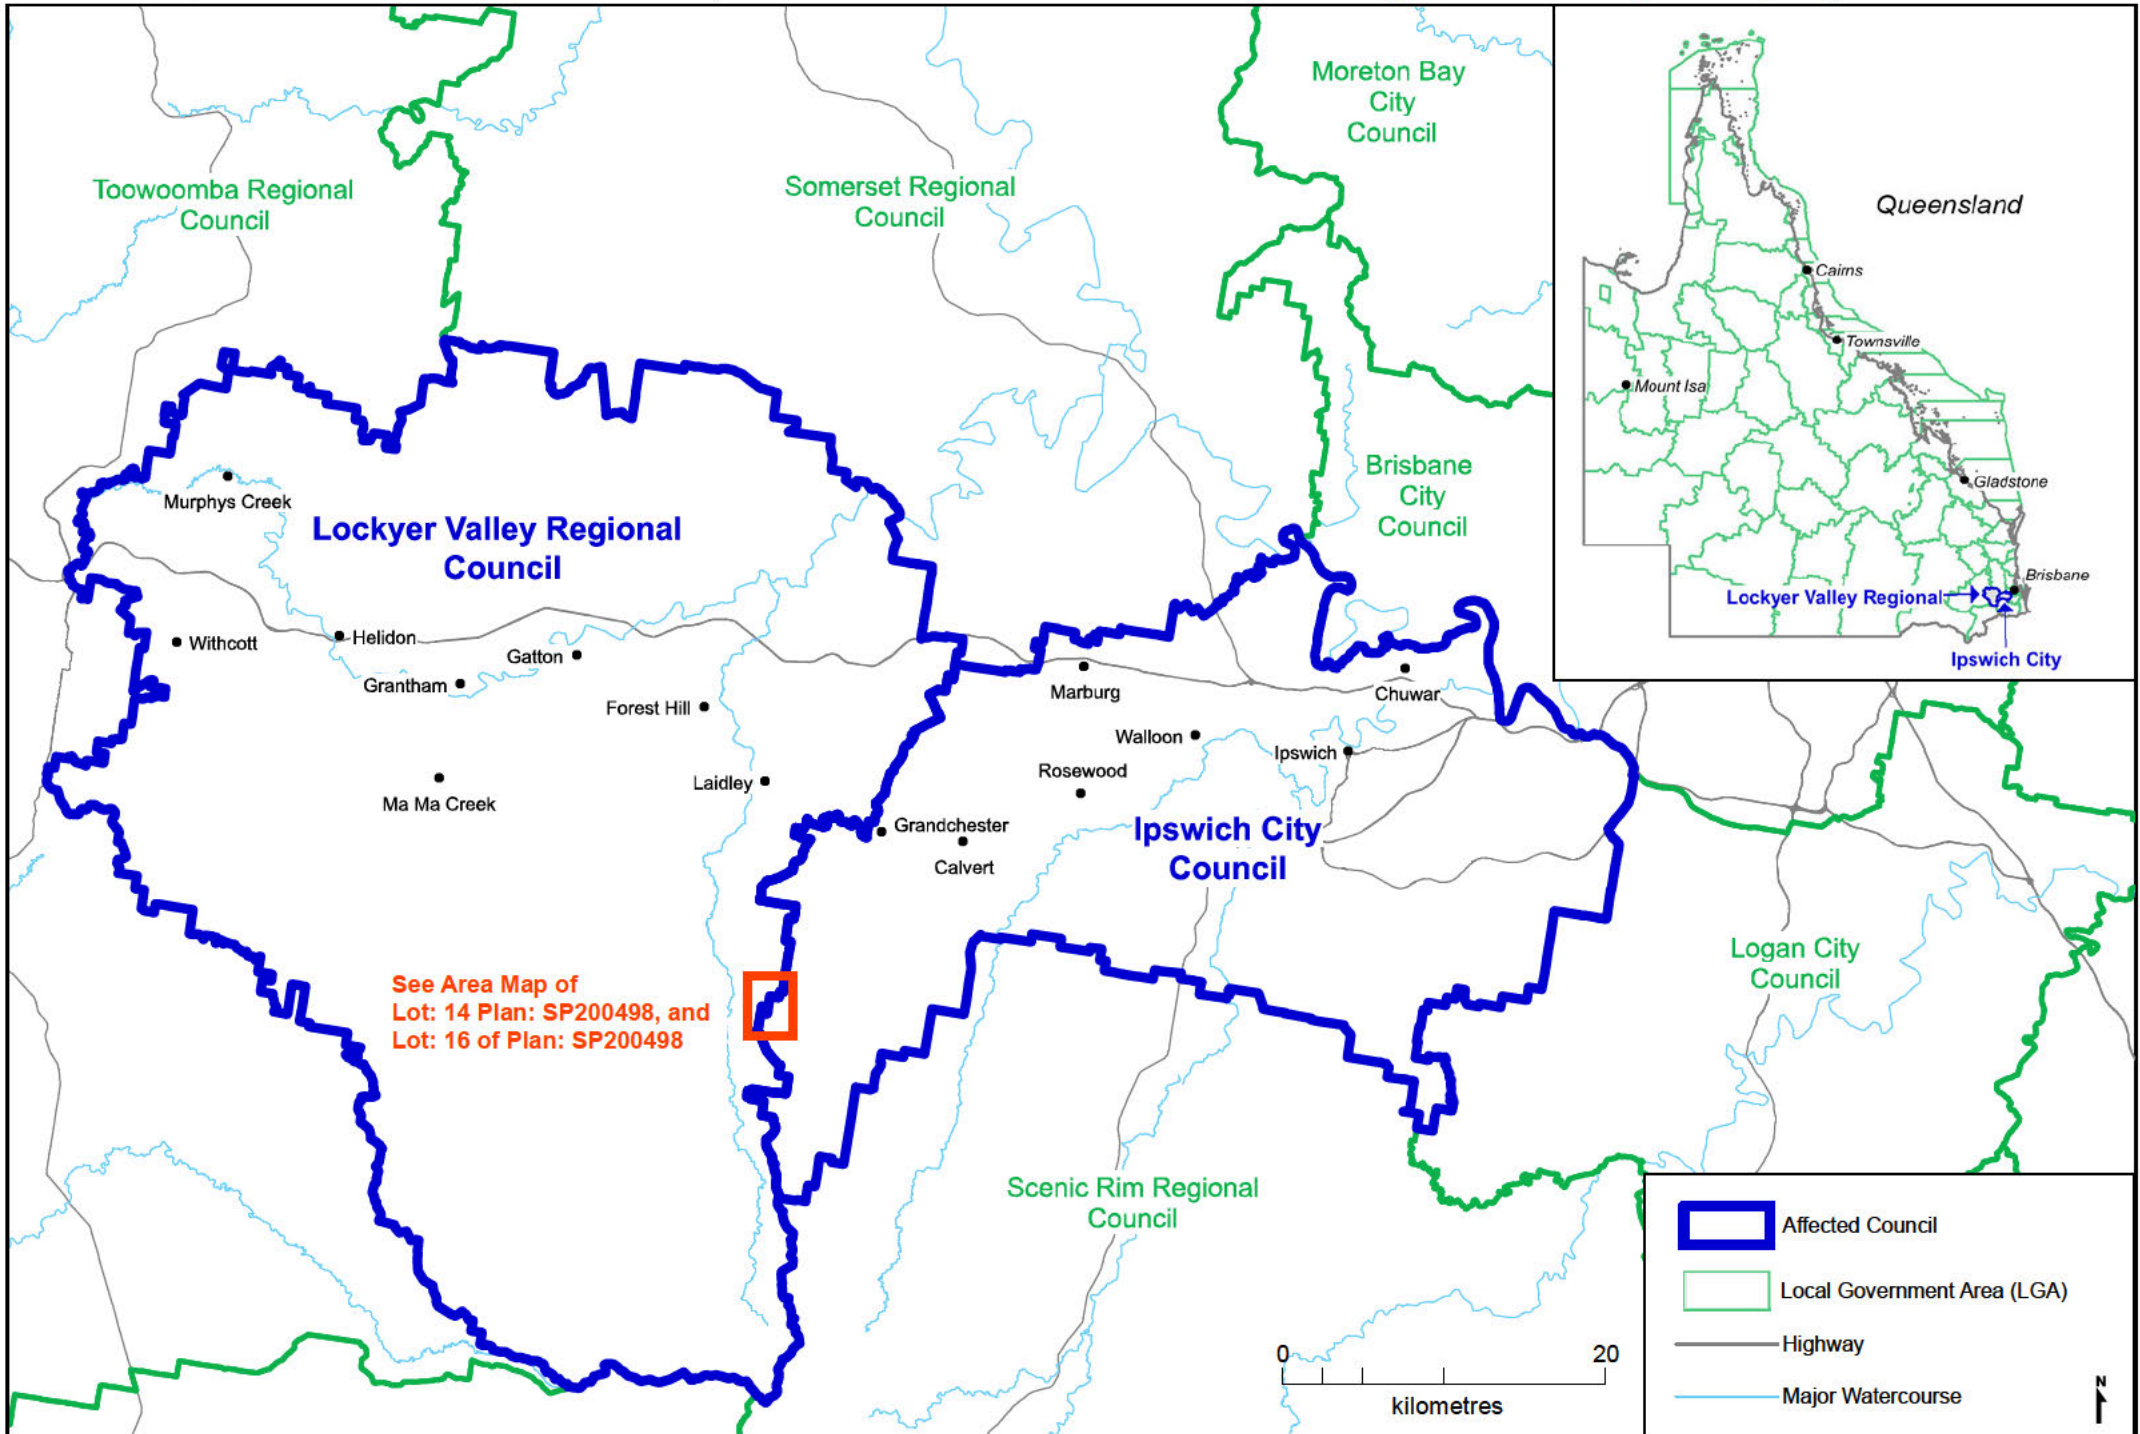 Moreton Bay
City
Council
Toowoomba Regional
Council
Somerset Regional
Council
Queensland
Cairns
Townsville
Mount Isa
Gladstone
Brisbane
Lockyer Valley Regional
Ipswich City
Brisbane
City
Council
Murphys Creek
Lockyer Valley Regional
Council
Withcott
Helidon
Gatton
Grantham
Forest Hill
Marburg
Chuwar
Walloon
Ipswich
Rosewood
Laidley
Ma Ma Creek
Grandchester
Calvert
Ipswich City
Council
Logan City
Council
See Area Map of
Lot: 14 Plan: SP200498, and
Lot: 16 of Plan: SP200498
Scenic Rim Regional
Council
Affected Council
Local Government Area (LGA)
Highway
Major Watercourse
0 20
kilometres
N